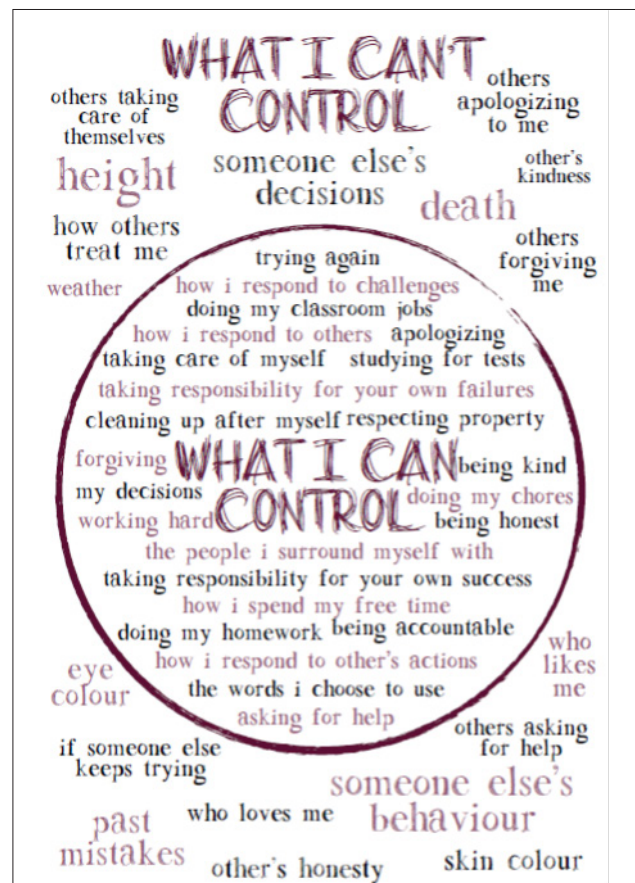 WHAT I CAN'T
CONTROL
others taking
care of
themselves
others
apologizing
to me
height
someone else's
decisions
other's
kindness
death
how others
treat me
others
forgiving
me
weather
trying again
how i respond to challenges
doing my classroom jobs
how i respond to others apologizing
taking care of myself studying for tests
taking responsibility for your own failures
cleaning up after myself respecting property
forgiving
WHAT I CAN
CONTROL
being kind
my decisions
doing my chores
working hard
being honest
the people i surround myself with
taking responsibility for your own success
how i spend my free time
doing my homework being accountable
how i respond to other's actions
the words i choose to use
asking for help
eye
colour
who
likes
me
if someone else
keeps trying
others asking
for help
someone else's
behaviour
past
mistakes
who loves me
other's honesty
skin colour